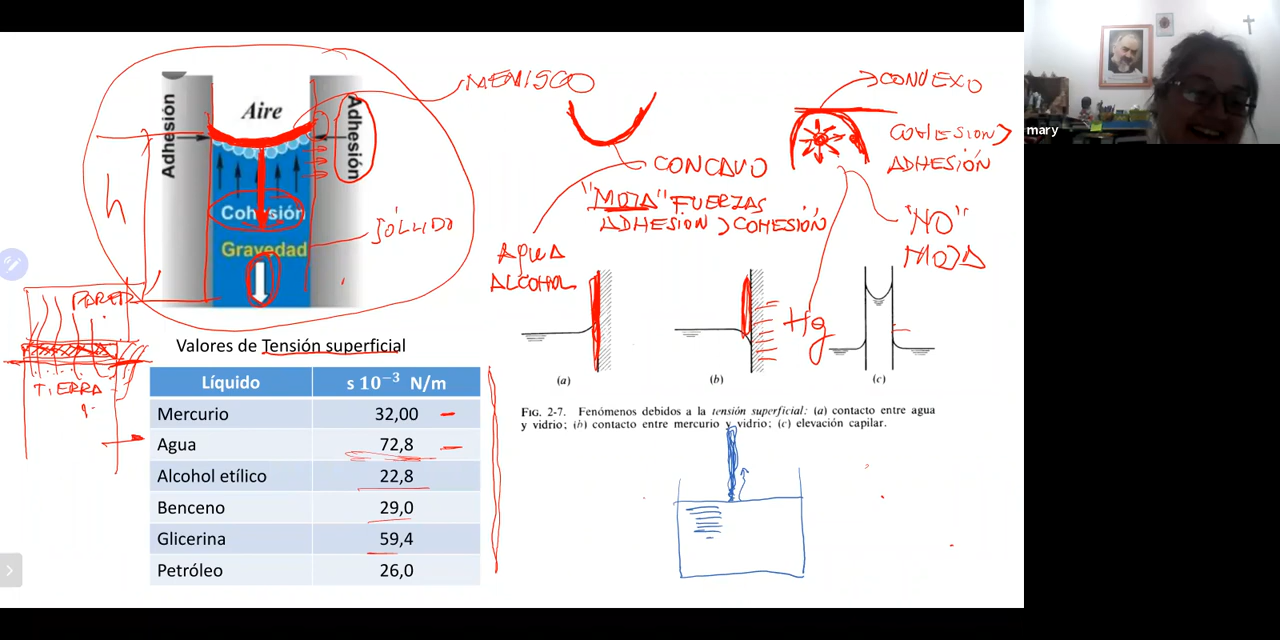 Adhesión
Aire
Adhesión
Cohesión
Gravedad
h
SÓLIDO
MENISCO
CONCAVO
"MOJA" FUERZAS
ADHESIÓN > COHESIÓN
AGUA
ALCOHOL
CONVEXO
COHESION >
ADHESIÓN
"NO"
MOJA
Hg
PARED
TIERRA
(a)
(b)
(c)
FIG. 2-7. Fenómenos debidos a la tensión superficial: (a) contacto entre agua
y vidrio; (b) contacto entre mercurio y vidrio; (c) elevación capilar.
Valores de Tensión superficial
Líquido s 10⁻³ N/m
Mercurio 32,00
Agua 72,8
Alcohol etílico 22,8
Benceno 29,0
Glicerina 59,4
Petróleo 26,0
mary